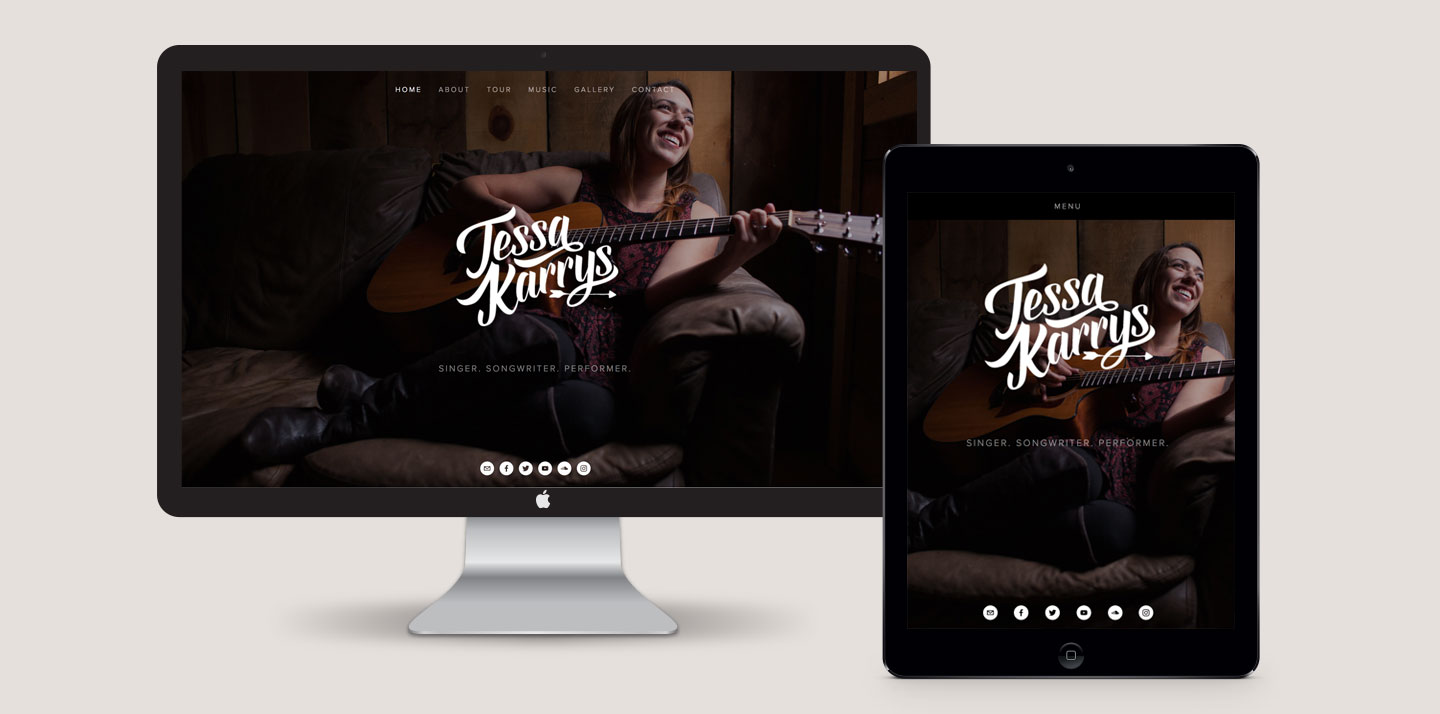 HOME ABOUT TOUR MUSIC GALLERY CONTACT
Tessa
Karrys
SINGER. SONGWRITER. PERFORMER.
MENU
Tessa
Karrys
SINGER. SONGWRITER. PERFORMER.